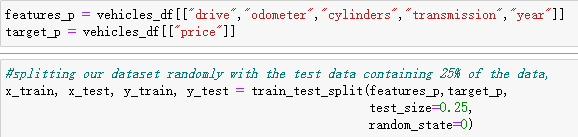 features_p = vehicles_df[["drive","odometer","cylinders","transmission","year"]]
target_p = vehicles_df[["price"]]
#splitting our dataset randomly with the test data containing 25% of the data,
x_train, x_test, y_train, y_test = train_test_split(features_p,target_p,
test_size=0.25,
random_state=0)